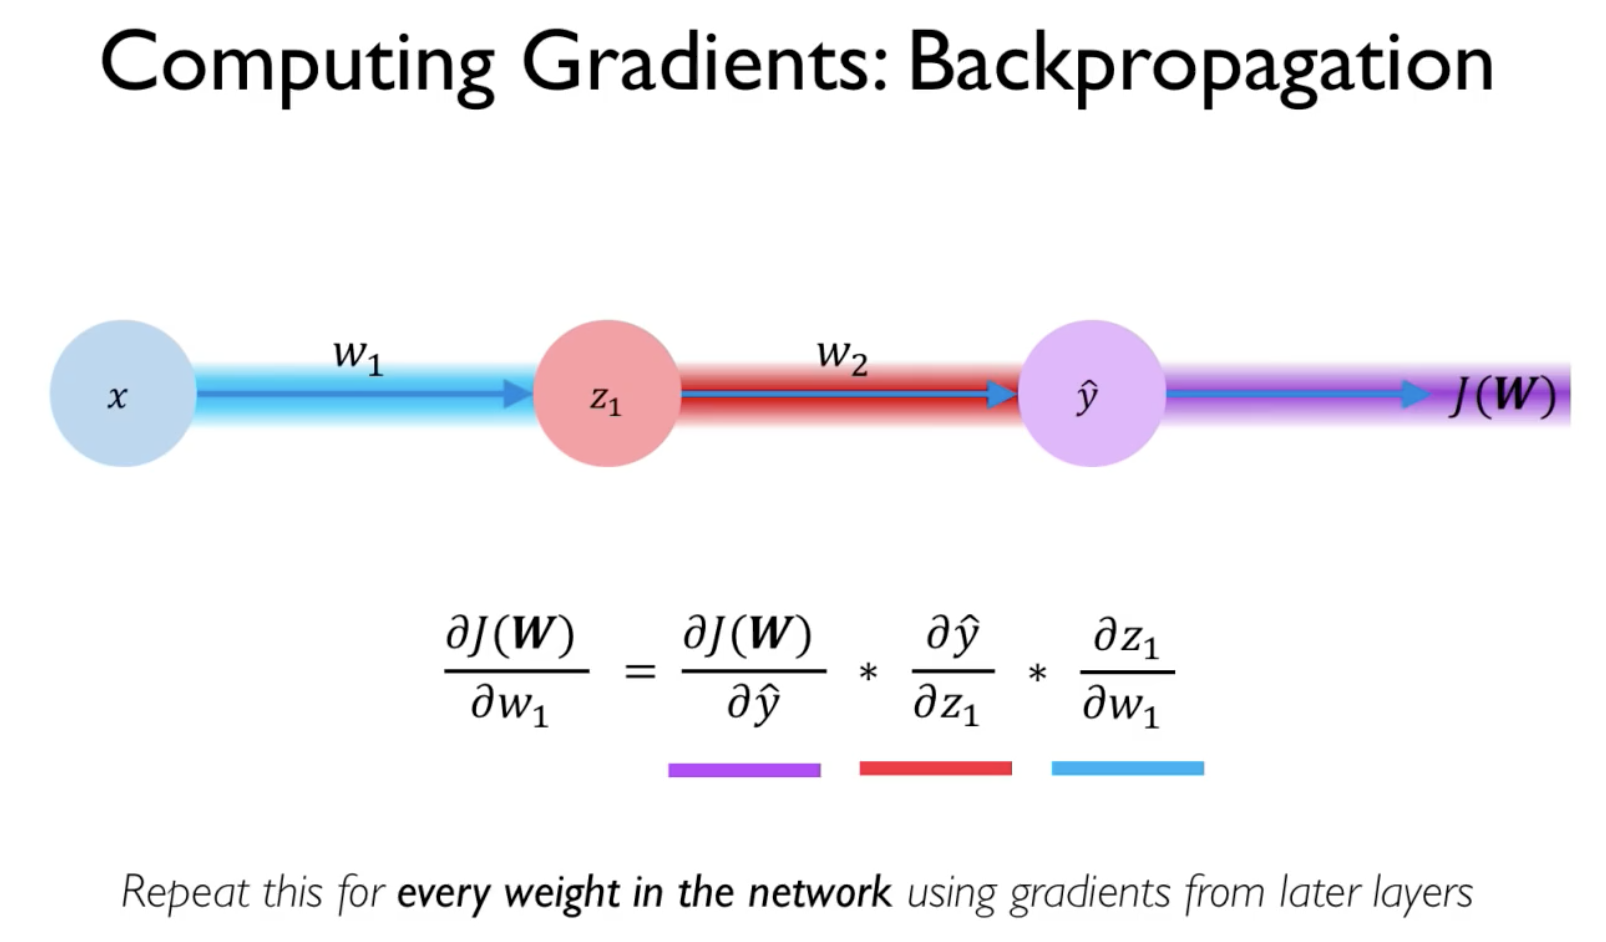 Computing Gradients: Backpropagation
w₁ w₂
x z₁ ŷ J(W)
∂J(W)/∂w₁ = ∂J(W)/∂ŷ * ∂ŷ/∂z₁ * ∂z₁/∂w₁
Repeat this for every weight in the network using gradients from later layers